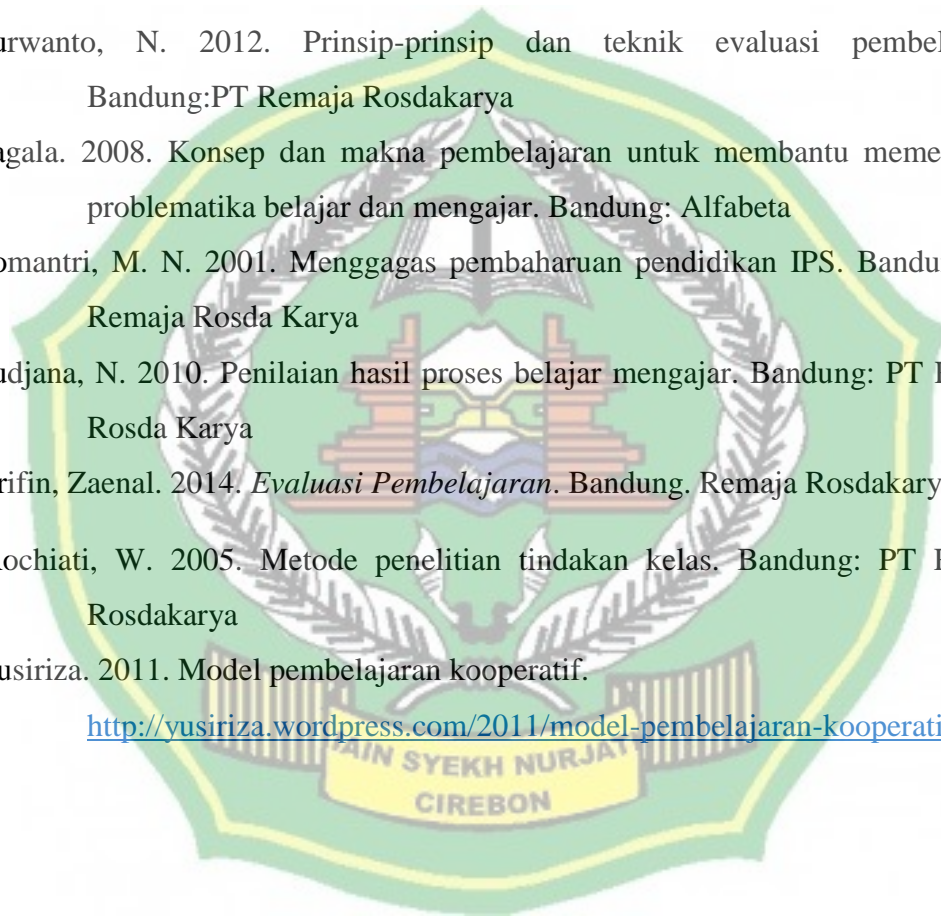 urwanto, N. 2012. Prinsip-prinsip dan teknik evaluasi pembel
Bandung:PT Remaja Rosdakarya
agala. 2008. Konsep dan makna pembelajaran untuk membantu meme
problematika belajar dan mengajar. Bandung: Alfabeta
omantri, M. N. 2001. Menggagas pembaharuan pendidikan IPS. Bandu
Remaja Rosda Karya
udjana, N. 2010. Penilaian hasil proses belajar mengajar. Bandung: PT
Rosda Karya
rifin, Zaenal. 2014. Evaluasi Pembelajaran. Bandung. Remaja Rosdakary
ochiati, W. 2005. Metode penelitian tindakan kelas. Bandung: PT
Rosdakarya
usiriza. 2011. Model pembelajaran kooperatif.
http://yusiriza.wordpress.com/2011/model-pembelajaran-kooperati
IAIN SYEKH NURJATI
CIREBON